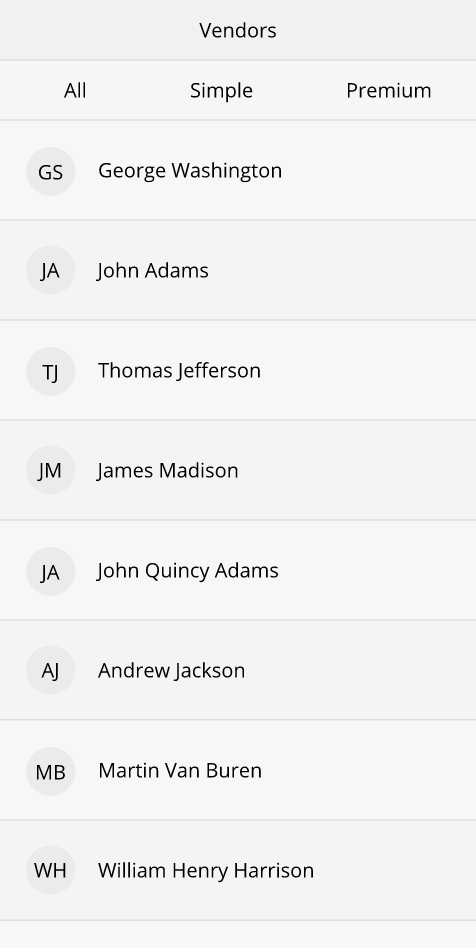 Vendors
All Simple Premium
GS George Washington
JA John Adams
TJ Thomas Jefferson
JM James Madison
JA John Quincy Adams
AJ Andrew Jackson
MB Martin Van Buren
WH William Henry Harrison